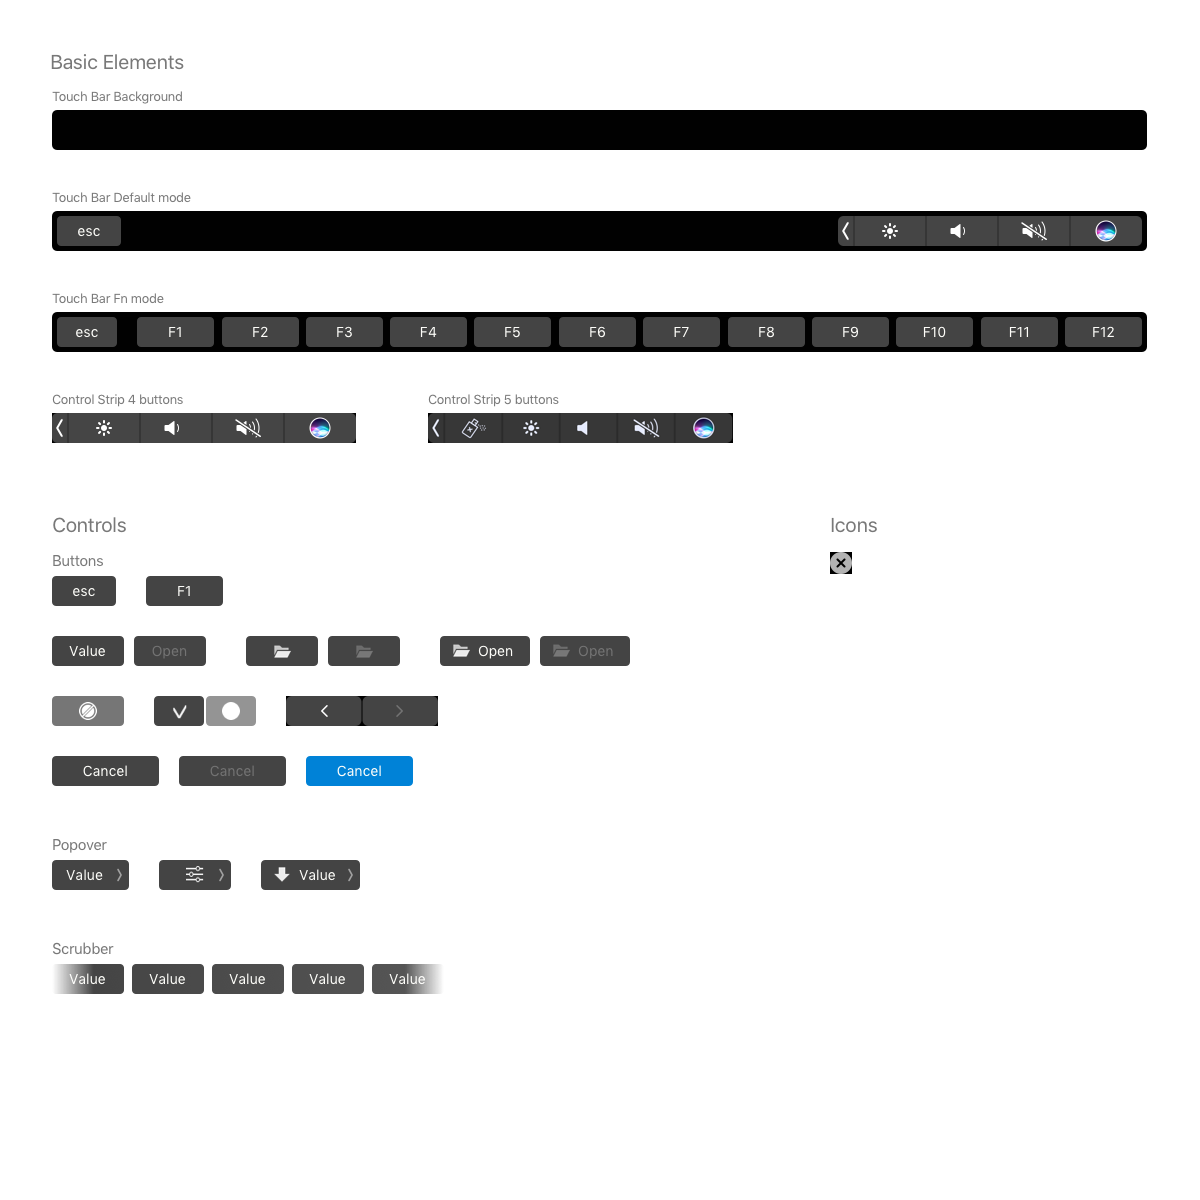 Basic Elements
Touch Bar Background
Touch Bar Default mode
esc
Touch Bar Fn mode
esc F1 F2 F3 F4 F5 F6 F7 F8 F9 F10 F11 F12
Control Strip 4 buttons Control Strip 5 buttons
Controls Icons
Buttons
esc F1
Value Open Open Open
Cancel Cancel Cancel
Popover
Value Value
Scrubber
Value Value Value Value Value